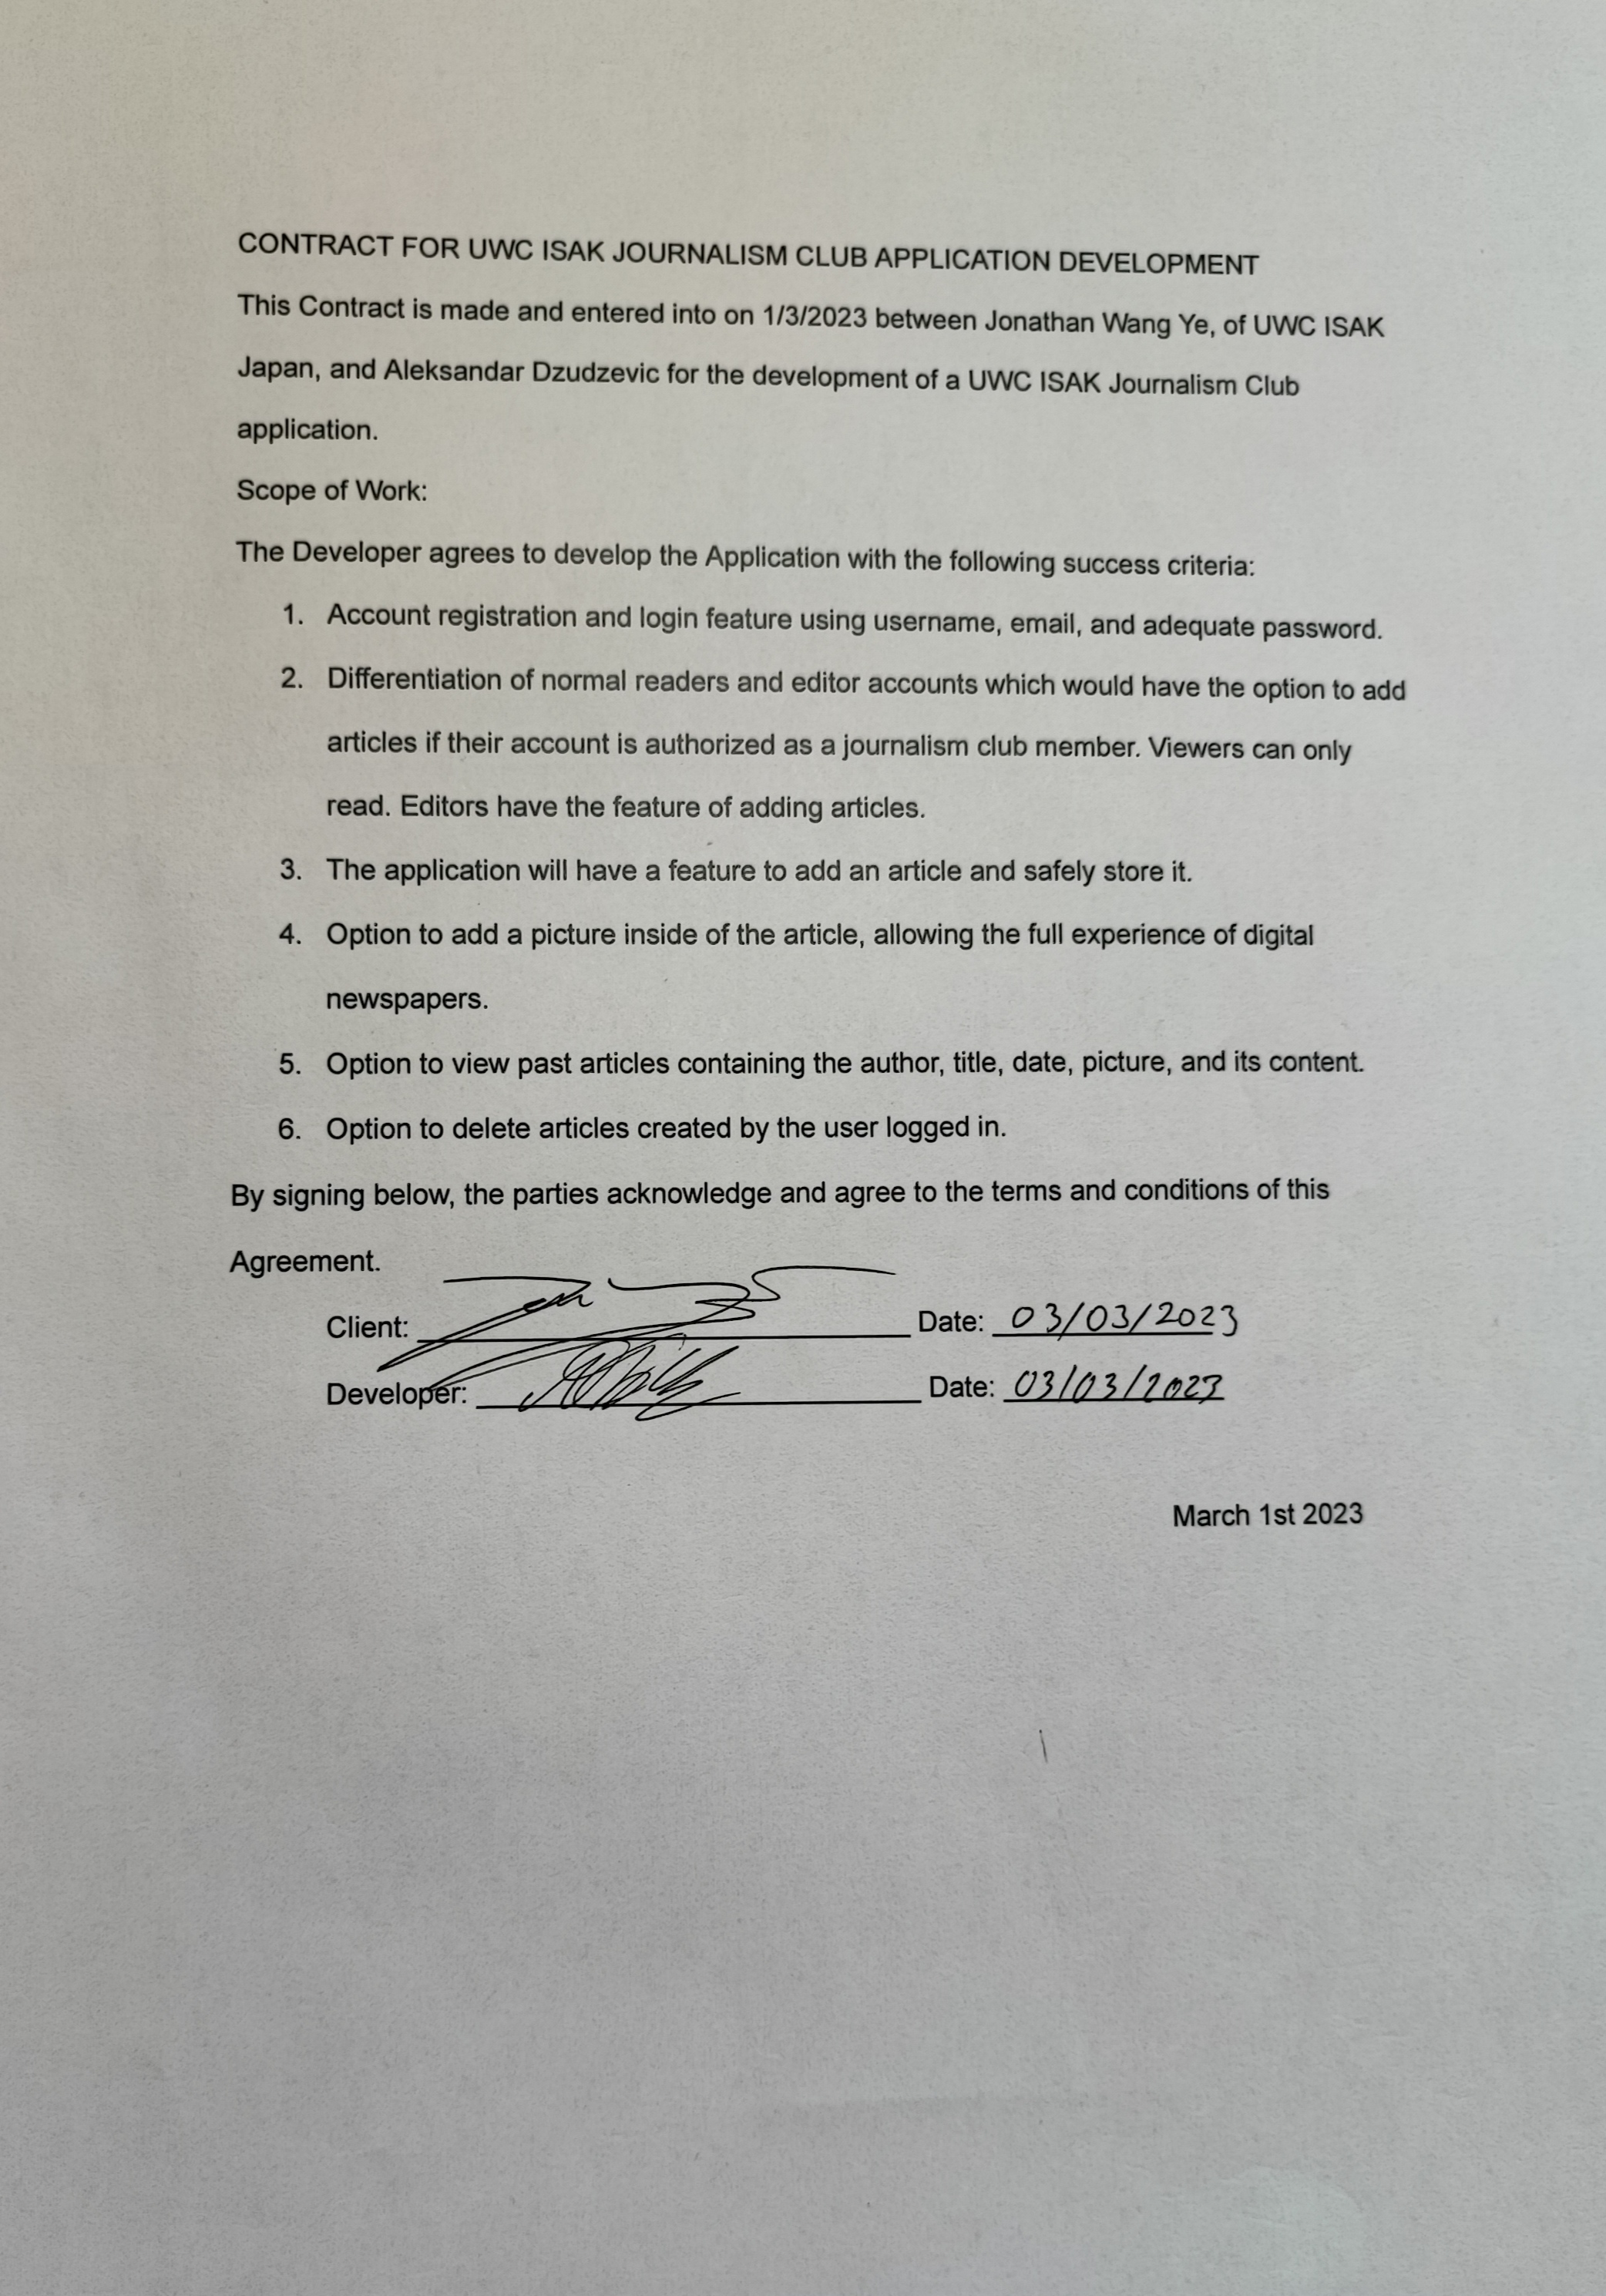 CONTRACT FOR UWC ISAK JOURNALISM CLUB APPLICATION DEVELOPMENT
This Contract is made and entered into on 1/3/2023 between Jonathan Wang Ye, of UWC ISAK
Japan, and Aleksandar Dzudzevic for the development of a UWC ISAK Journalism Club
application.
Scope of Work:
The Developer agrees to develop the Application with the following success criteria:
1. Account registration and login feature using username, email, and adequate password.
2. Differentiation of normal readers and editor accounts which would have the option to add
articles if their account is authorized as a journalism club member. Viewers can only
read. Editors have the feature of adding articles.
3. The application will have a feature to add an article and safely store it.
4. Option to add a picture inside of the article, allowing the full experience of digital
newspapers.
5. Option to view past articles containing the author, title, date, picture, and its content.
6. Option to delete articles created by the user logged in.
By signing below, the parties acknowledge and agree to the terms and conditions of this
Agreement.
Client: Date: 03/03/2023
Developer: Date: 03/03/2023
March 1st 2023